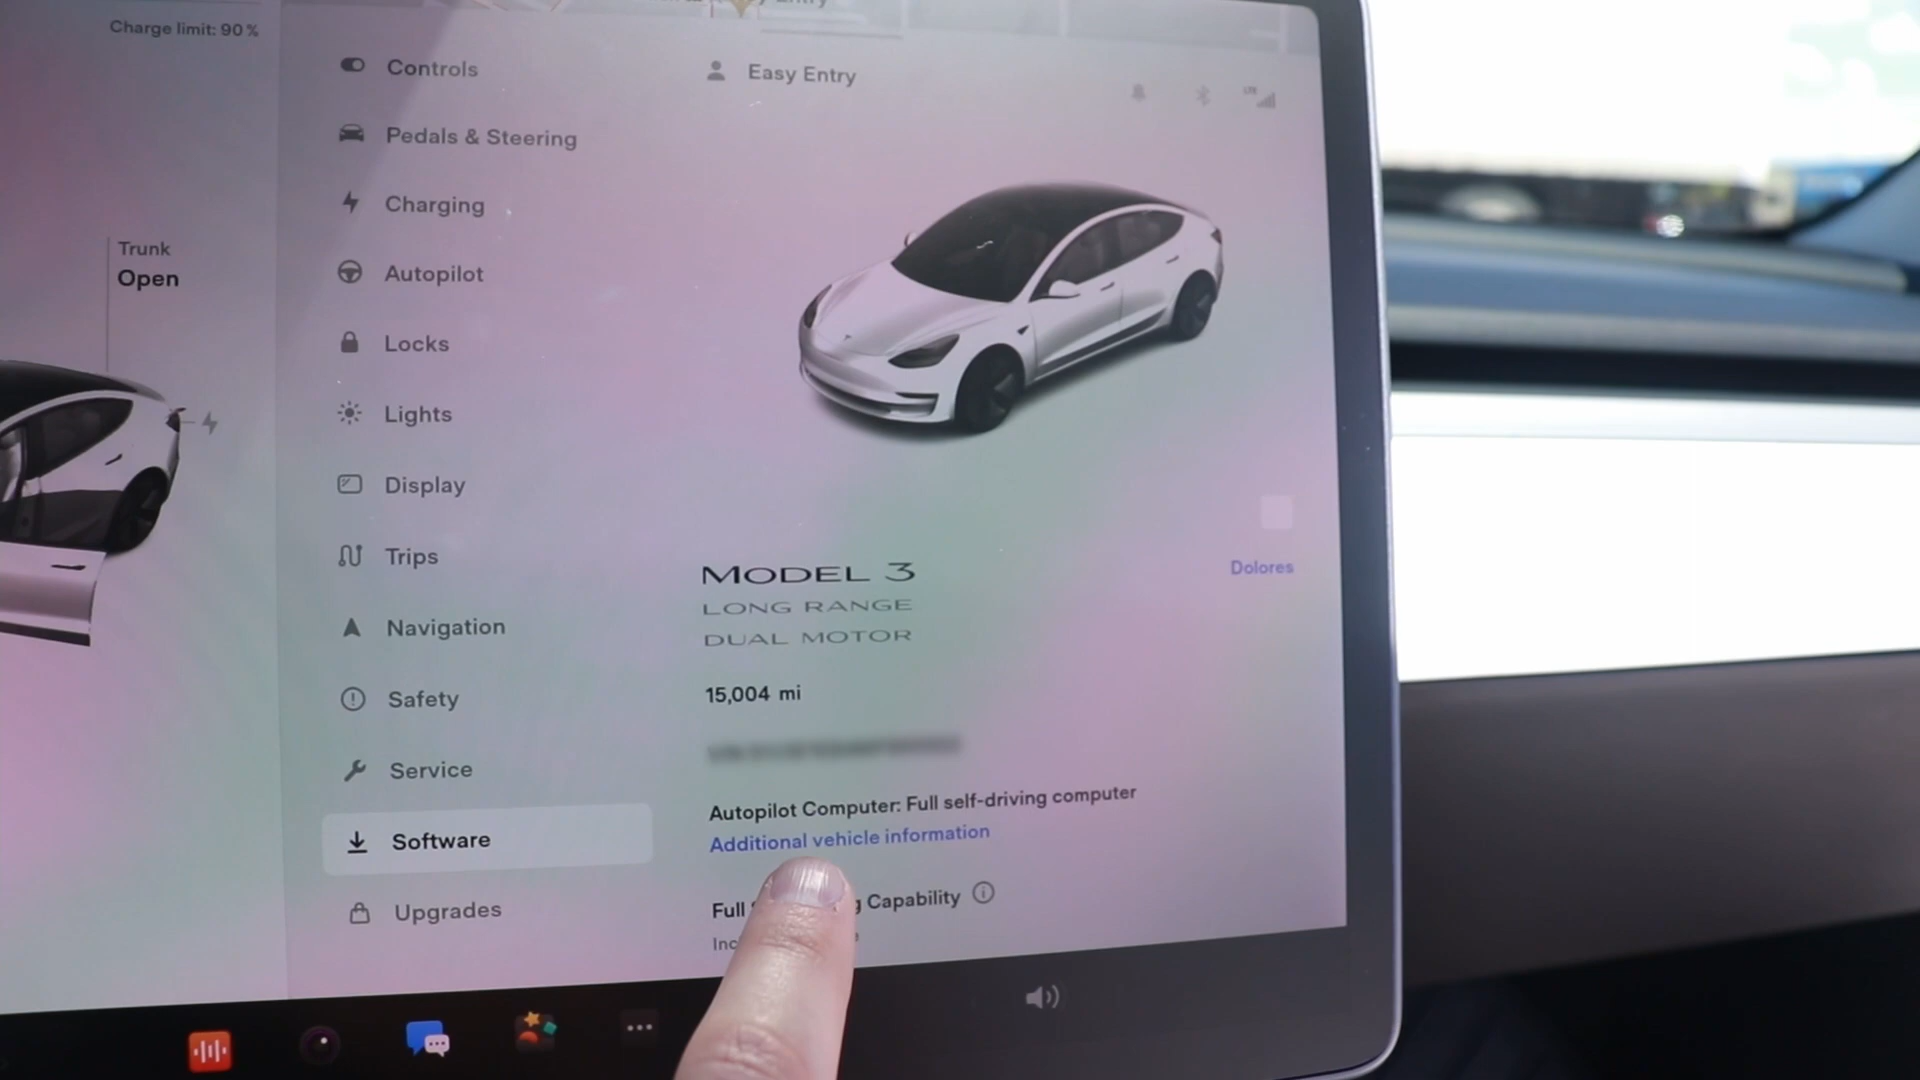 Charge limit: 90%
Trunk
Open
Controls
Pedals & Steering
Charging
Autopilot
Locks
Lights
Display
Trips
Navigation
Safety
Service
Software
Upgrades
Easy Entry
LTE
MODEL 3
LONG RANGE
DUAL MOTOR
Dolores
15,004 mi
Autopilot Computer: Full self-driving computer
Additional vehicle information
Full Capability